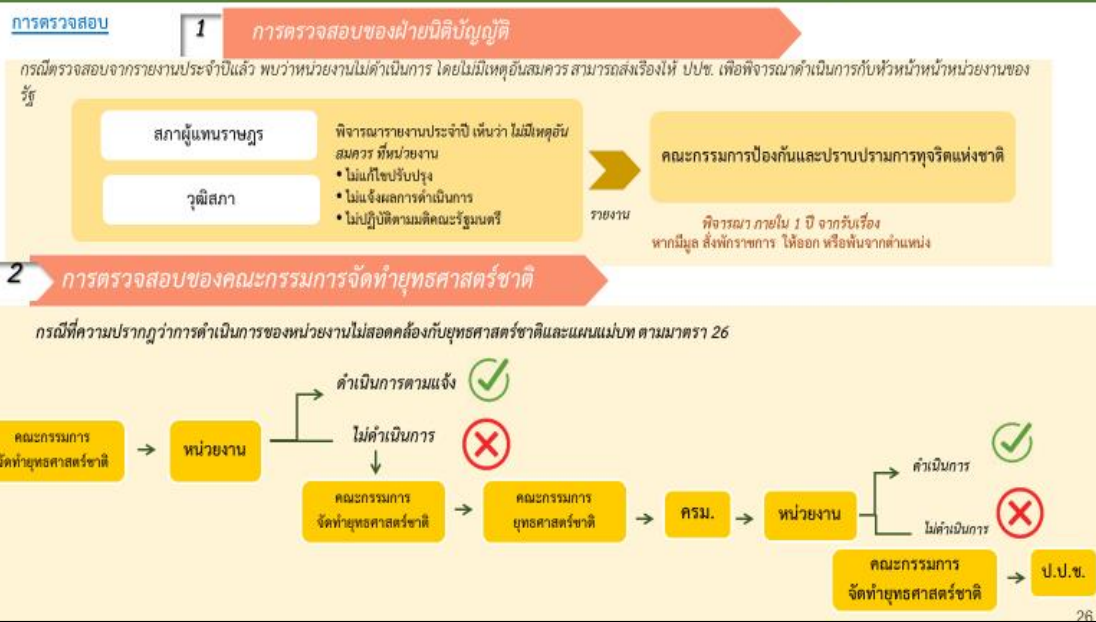 การตรวจสอบ
1
การตรวจสอบของฝ่ายนิติบัญญัติ
กรณีตรวจสอบจากรายงานประจำปีแล้ว พบว่าหน่วยงานไม่ดำเนินการ โดยไม่มีเหตุอันสมควร สามารถส่งเรื่องให้ ปปช. เพื่อพิจารณาดำเนินการกับหัวหน้าหน้าหน่วยงานของ
รัฐ
สภาผู้แทนราษฎร
วุฒิสภา
พิจารณารายงานประจำปี เห็นว่า ไม่มีเหตุอัน
สมควร ที่หน่วยงาน
• ไม่แก้ไขปรับปรุง
• ไม่แจ้งผลการดำเนินการ
• ไม่ปฏิบัติตามมติคณะรัฐมนตรี
รายงาน
คณะกรรมการป้องกันและปราบปรามการทุจริตแห่งชาติ
พิจารณา ภายใน 1 ปี จากรับเรื่อง
หากมีมูล สั่งพักราชการ ให้ออก หรือพ้นจากตำแหน่ง
2
การตรวจสอบของคณะกรรมการจัดทำยุทธศาสตร์ชาติ
กรณีที่ความปรากฎว่าการดำเนินการของหน่วยงานไม่สอดคล้องกับยุทธศาสตร์ชาติและแผนแม่บท ตามมาตรา 26
คณะกรรมการ
จัดทำยุทธศาสตร์ชาติ
หน่วยงาน
ดำเนินการตามแจ้ง
ไม่ดำเนินการ
คณะกรรมการ
จัดทำยุทธศาสตร์ชาติ
คณะกรรมการ
ยุทธศาสตร์ชาติ
ครม.
หน่วยงาน
ดำเนินการ
ไม่ดำเนินการ
คณะกรรมการ
จัดทำยุทธศาสตร์ชาติ
ป.ป.ช.
26